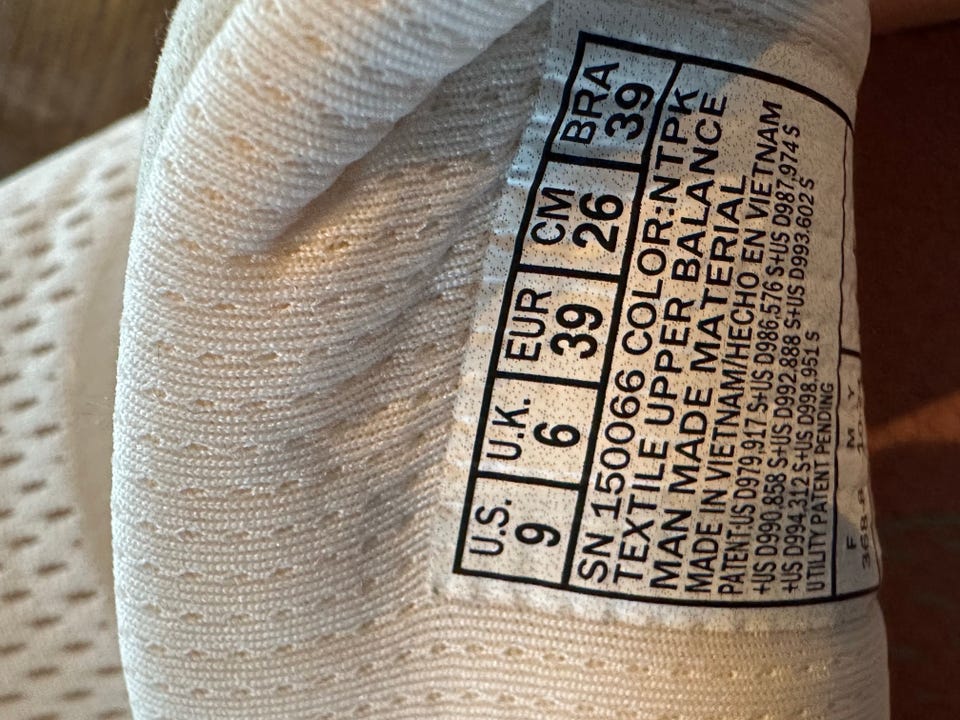 U.S. U.K. EUR CM BRA
9 6 39 26 39
SN 150066 COLOR:NTPK
TEXTILE UPPER BALANCE
MAN MADE MATERIAL
MADE IN VIETNAM/HECHO EN VIETNAM
PATENT:US D979,917 S+US D986,576 S+US D987,974 S
+US D990,858 S+US D992,888 S+US D993,602 S
+US D994,312 S+US D998,951 S
UTILITY PATENT PENDING
F M Y